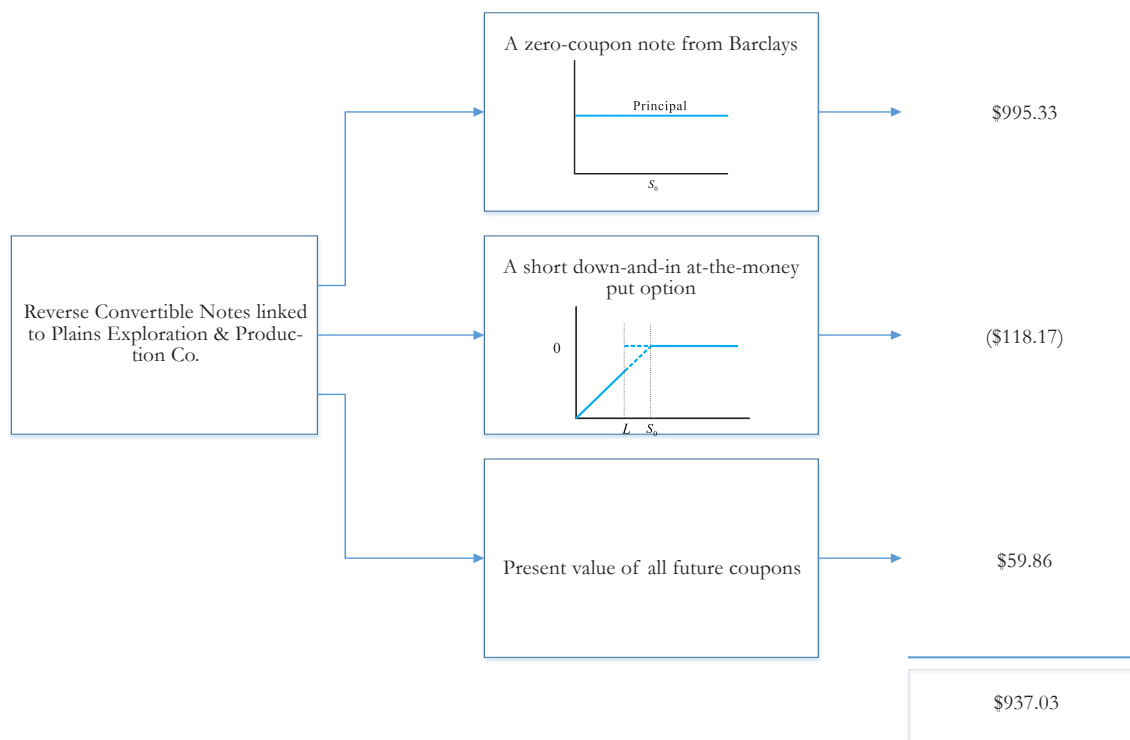 A zero-coupon note from Barclays
Principal
S₀
$995.33
Reverse Convertible Notes linked
to Plains Exploration & Produc-
tion Co.
A short down-and-in at-the-money
put option
0
L S₀
($118.17)
Present value of all future coupons
$59.86
$937.03